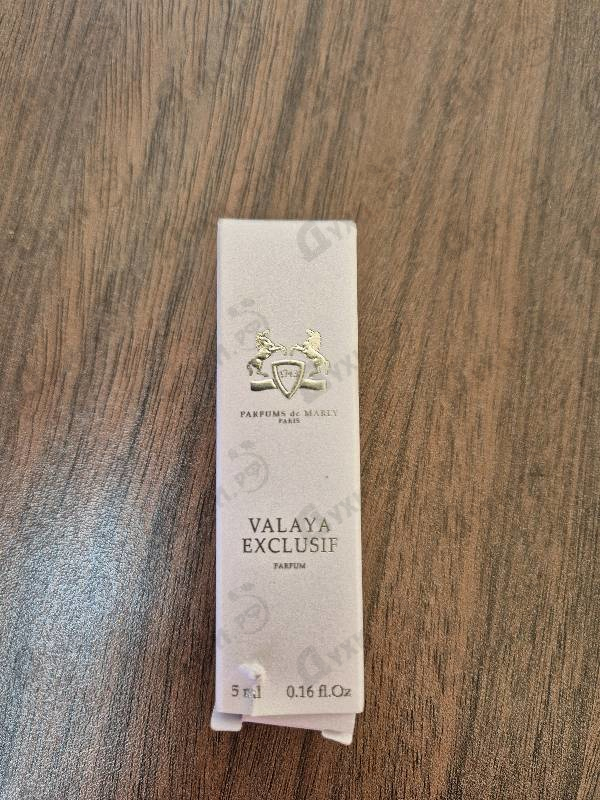 1743
PARFUMS de MARLY
PARIS
VALAYA
EXCLUSIF
PARFUM
5 ml 0.16 fl.Oz